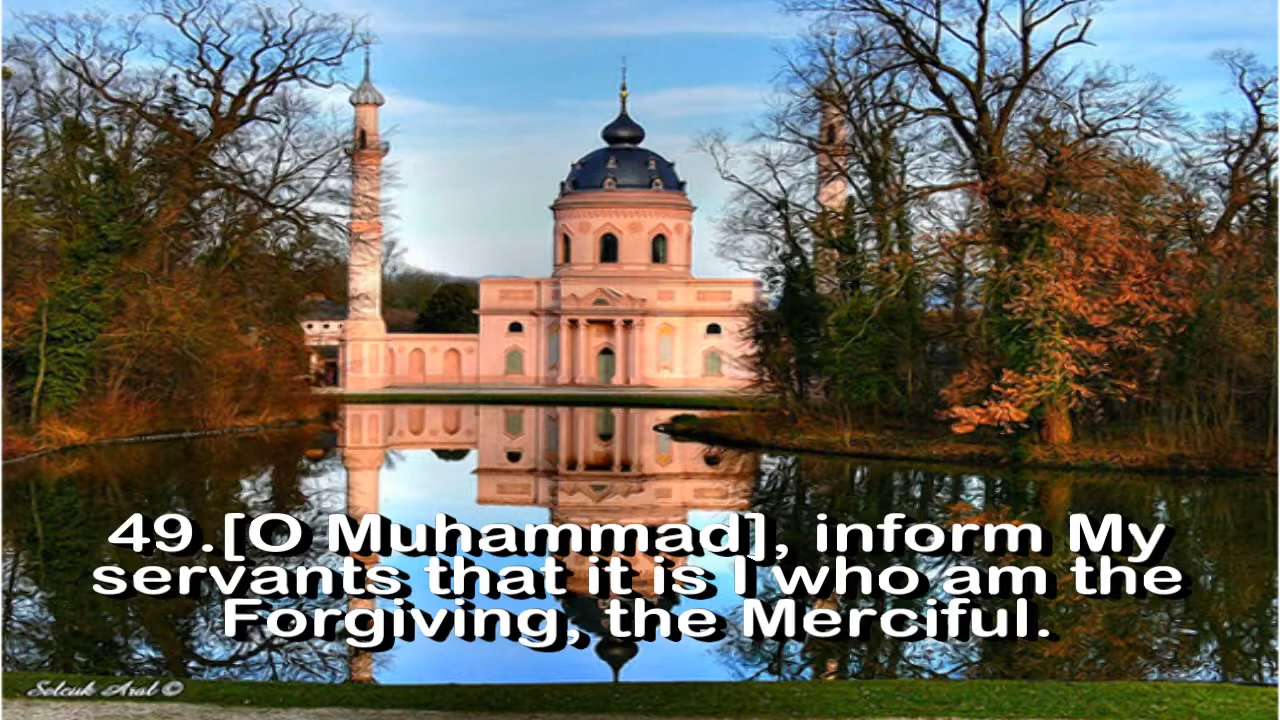 49.[O Muhammad], inform My
servants that it is I who am the
Forgiving, the Merciful.
Selcuk Aral ©